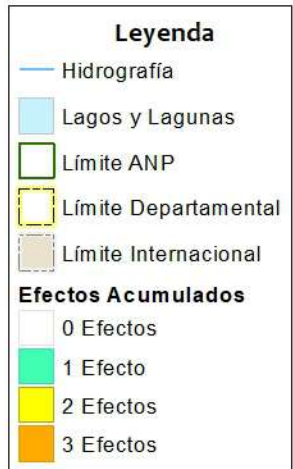 Leyenda
Hidrografía
Lagos y Lagunas
Límite ANP
Límite Departamental
Límite Internacional
Efectos Acumulados
0 Efectos
1 Efecto
2 Efectos
3 Efectos